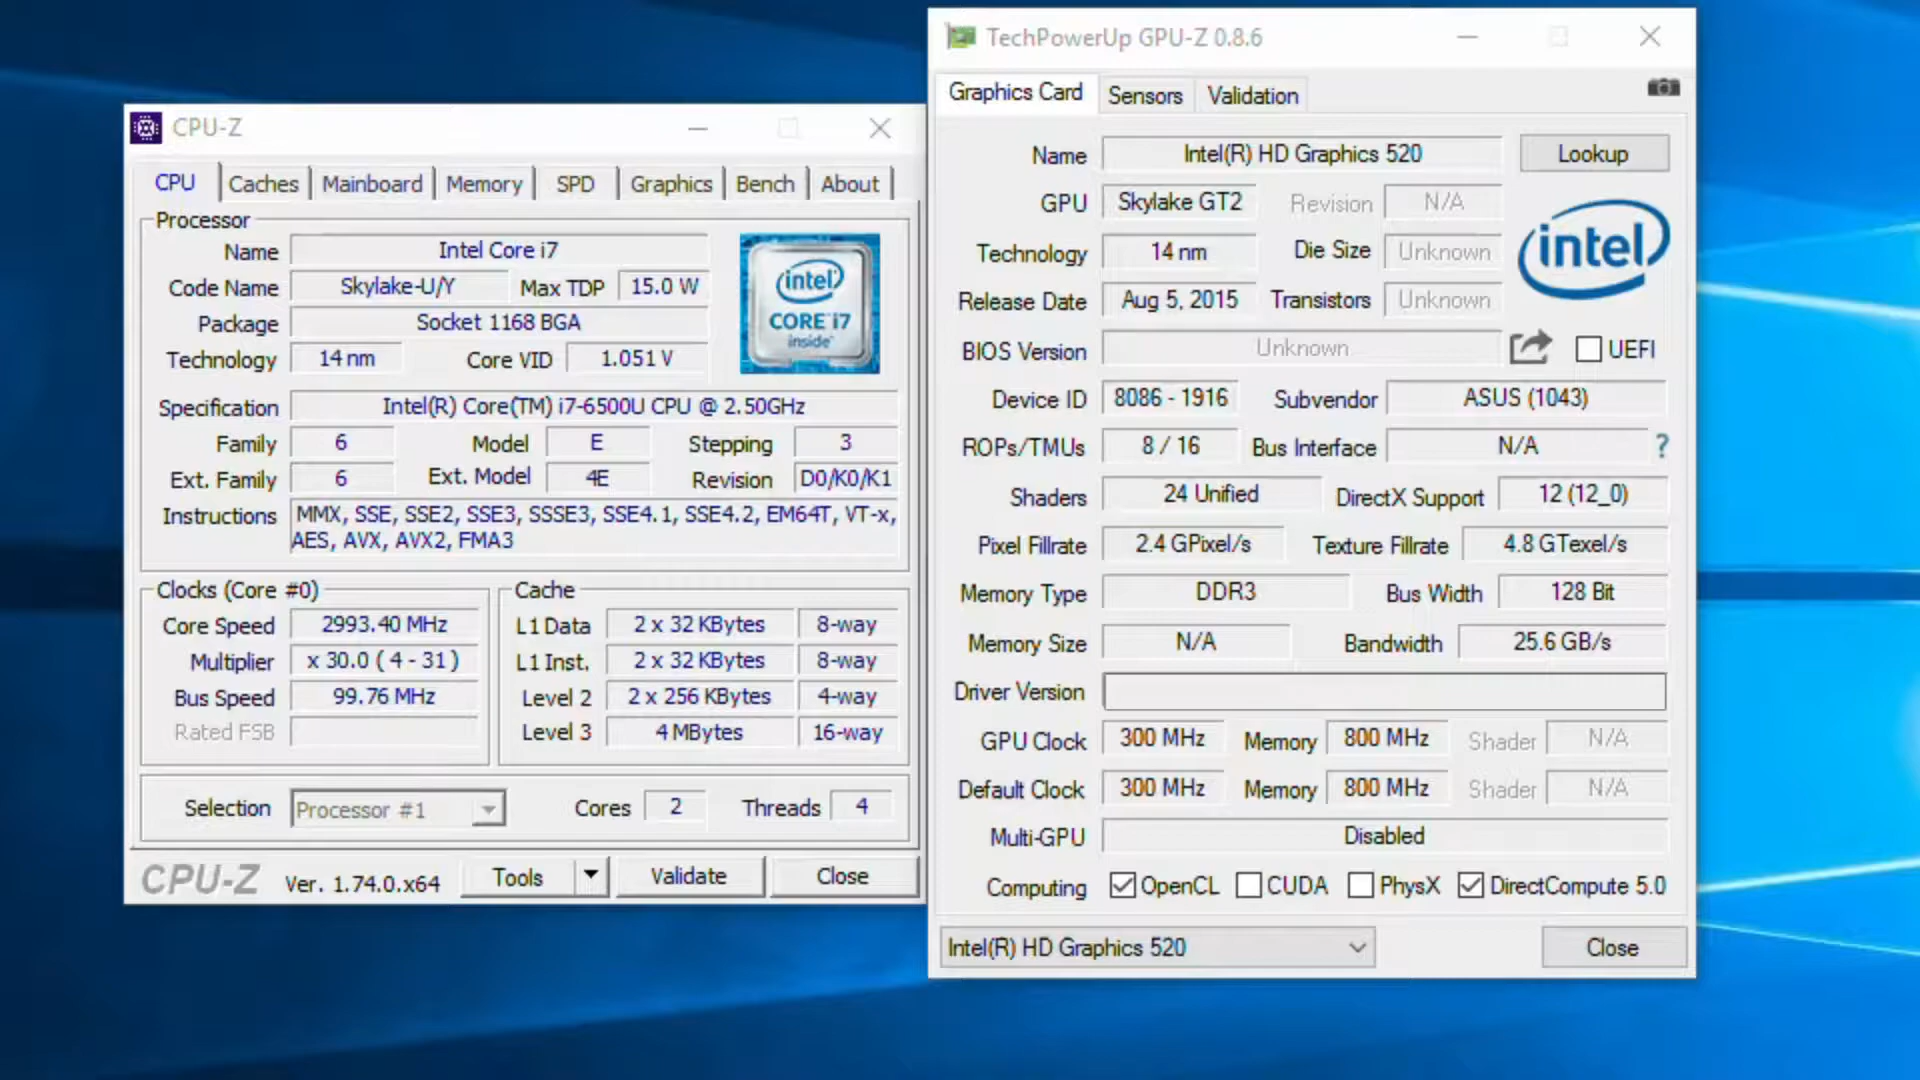 CPU-Z
CPU Caches Mainboard Memory SPD Graphics Bench About
Processor
Name Intel Core i7
Code Name Skylake-U/Y Max TDP 15.0 W
Package Socket 1168 BGA
Technology 14 nm Core VID 1.051 V
intel
CORE i7
inside
Specification Intel(R) Core(TM) i7-6500U CPU @ 2.50GHz
Family 6 Model E Stepping 3
Ext. Family 6 Ext. Model 4E Revision D0/K0/K1
Instructions MMX, SSE, SSE2, SSE3, SSSE3, SSE4.1, SSE4.2, EM64T, VT-x,
AES, AVX, AVX2, FMA3
Clocks (Core #0)
Core Speed 2993.40 MHz
Multiplier x 30.0 ( 4 - 31 )
Bus Speed 99.76 MHz
Rated FSB
Cache
L1 Data 2 x 32 KBytes 8-way
L1 Inst. 2 x 32 KBytes 8-way
Level 2 2 x 256 KBytes 4-way
Level 3 4 MBytes 16-way
Selection Processor #1 Cores 2 Threads 4
CPU-Z Ver. 1.74.0.x64 Tools Validate Close
TechPowerUp GPU-Z 0.8.6
Graphics Card Sensors Validation
Name Intel(R) HD Graphics 520 Lookup
GPU Skylake GT2 Revision N/A
intel
Technology 14 nm Die Size Unknown
Release Date Aug 5, 2015 Transistors Unknown
BIOS Version Unknown UEFI
Device ID 8086 - 1916 Subvendor ASUS (1043)
ROPs/TMUs 8 / 16 Bus Interface N/A ?
Shaders 24 Unified DirectX Support 12 (12_0)
Pixel Fillrate 2.4 GPixel/s Texture Fillrate 4.8 GTexel/s
Memory Type DDR3 Bus Width 128 Bit
Memory Size N/A Bandwidth 25.6 GB/s
Driver Version
GPU Clock 300 MHz Memory 800 MHz Shader N/A
Default Clock 300 MHz Memory 800 MHz Shader N/A
Multi-GPU Disabled
Computing OpenCL CUDA PhysX DirectCompute 5.0
Intel(R) HD Graphics 520 Close